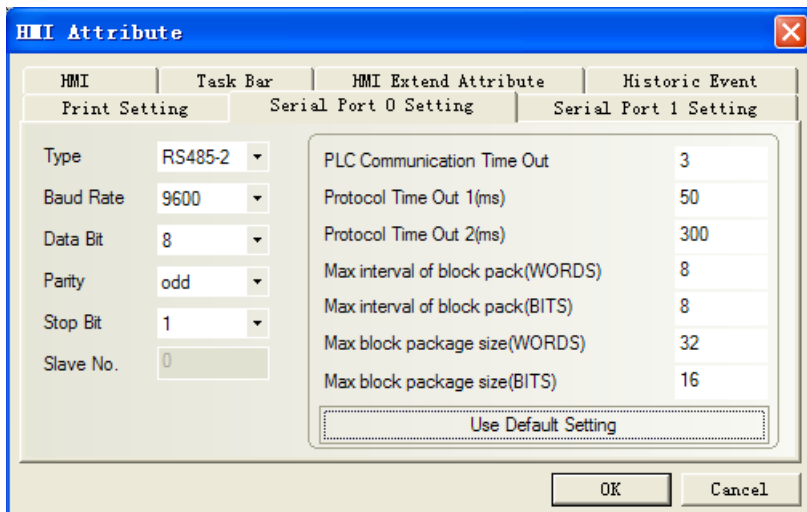 HMI Attribute
HMI Task Bar HMI Extend Attribute Historic Event
Print Setting Serial Port 0 Setting Serial Port 1 Setting
Type RS485-2
Baud Rate 9600
Data Bit 8
Parity odd
Stop Bit 1
Slave No. 0
PLC Communication Time Out 3
Protocol Time Out 1(ms) 50
Protocol Time Out 2(ms) 300
Max interval of block pack(WORDS) 8
Max interval of block pack(BITS) 8
Max block package size(WORDS) 32
Max block package size(BITS) 16
Use Default Setting
OK Cancel